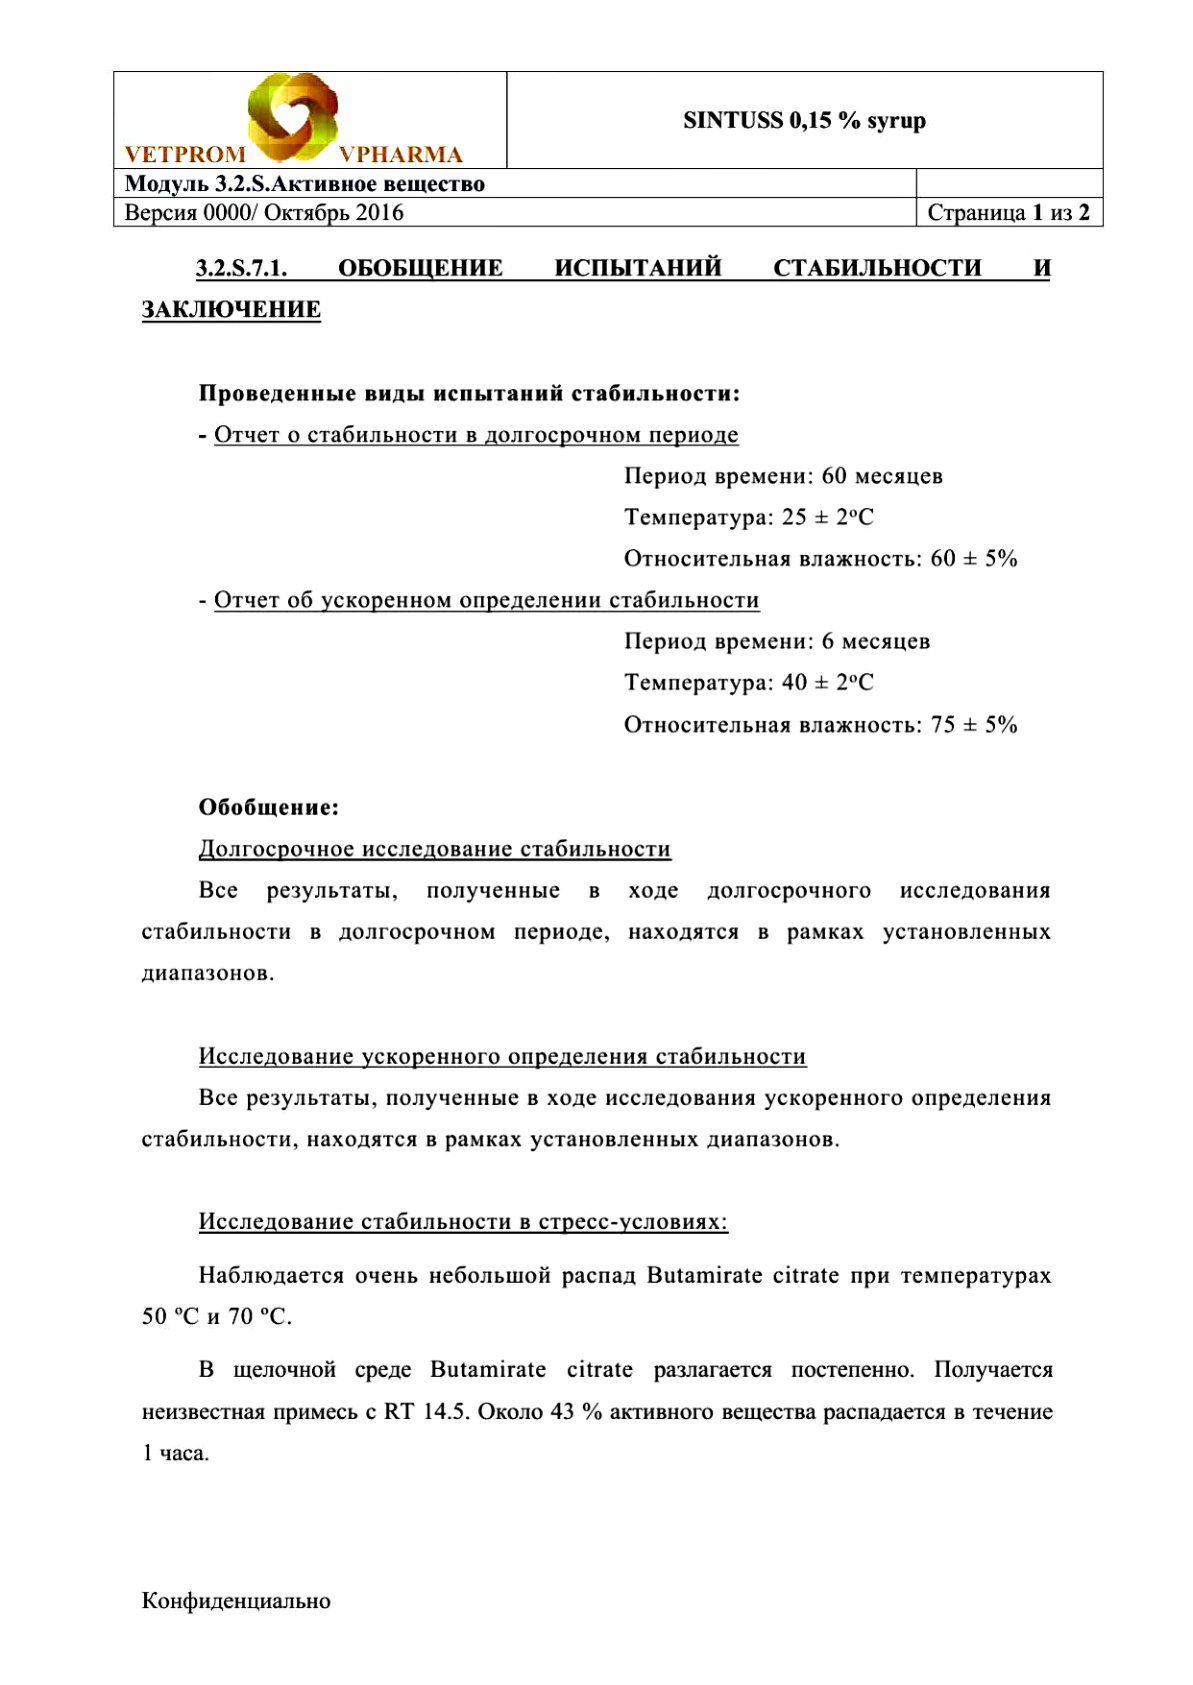 VETPROM VPHARMA
SINTUSS 0,15 % syrup
Модуль 3.2.S.Активное вещество
Версия 0000/ Октябрь 2016
Страница 1 из 2
3.2.S.7.1. ОБОБЩЕНИЕ ИСПЫТАНИЙ СТАБИЛЬНОСТИ И
ЗАКЛЮЧЕНИЕ
Проведенные виды испытаний стабильности:
- Отчет о стабильности в долгосрочном периоде
Период времени: 60 месяцев
Температура: 25 ± 2ºC
Относительная влажность: 60 ± 5%
- Отчет об ускоренном определении стабильности
Период времени: 6 месяцев
Температура: 40 ± 2ºC
Относительная влажность: 75 ± 5%
Обобщение:
Долгосрочное исследование стабильности
Все результаты, полученные в ходе долгосрочного исследования
стабильности в долгосрочном периоде, находятся в рамках установленных
диапазонов.
Исследование ускоренного определения стабильности
Все результаты, полученные в ходе исследования ускоренного определения
стабильности, находятся в рамках установленных диапазонов.
Исследование стабильности в стресс-условиях:
Наблюдается очень небольшой распад Butamirate citrate при температурах
50 ºC и 70 ºC.
В щелочной среде Butamirate citrate разлагается постепенно. Получается
неизвестная примесь с RT 14.5. Около 43 % активного вещества распадается в течение
1 часа.
Конфиденциально